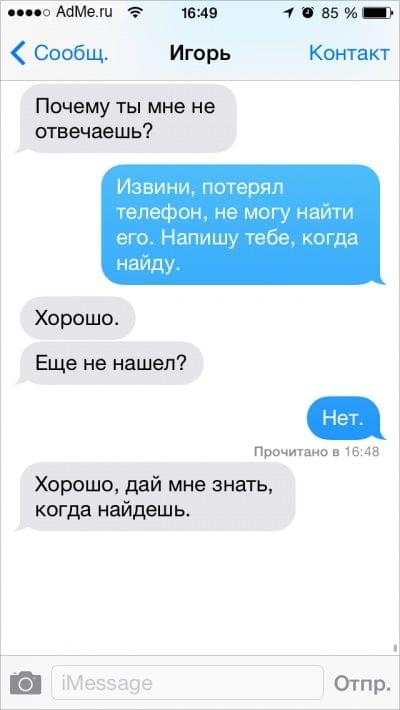 AdMe.ru 16:49 85 %
Сообщ. Игорь Контакт
Почему ты мне не
отвечаешь?
Извини, потерял
телефон, не могу найти
его. Напишу тебе, когда
найду.
Хорошо.
Еще не нашел?
Нет.
Прочитано в 16:48
Хорошо, дай мне знать,
когда найдешь.
iMessage Отпр.